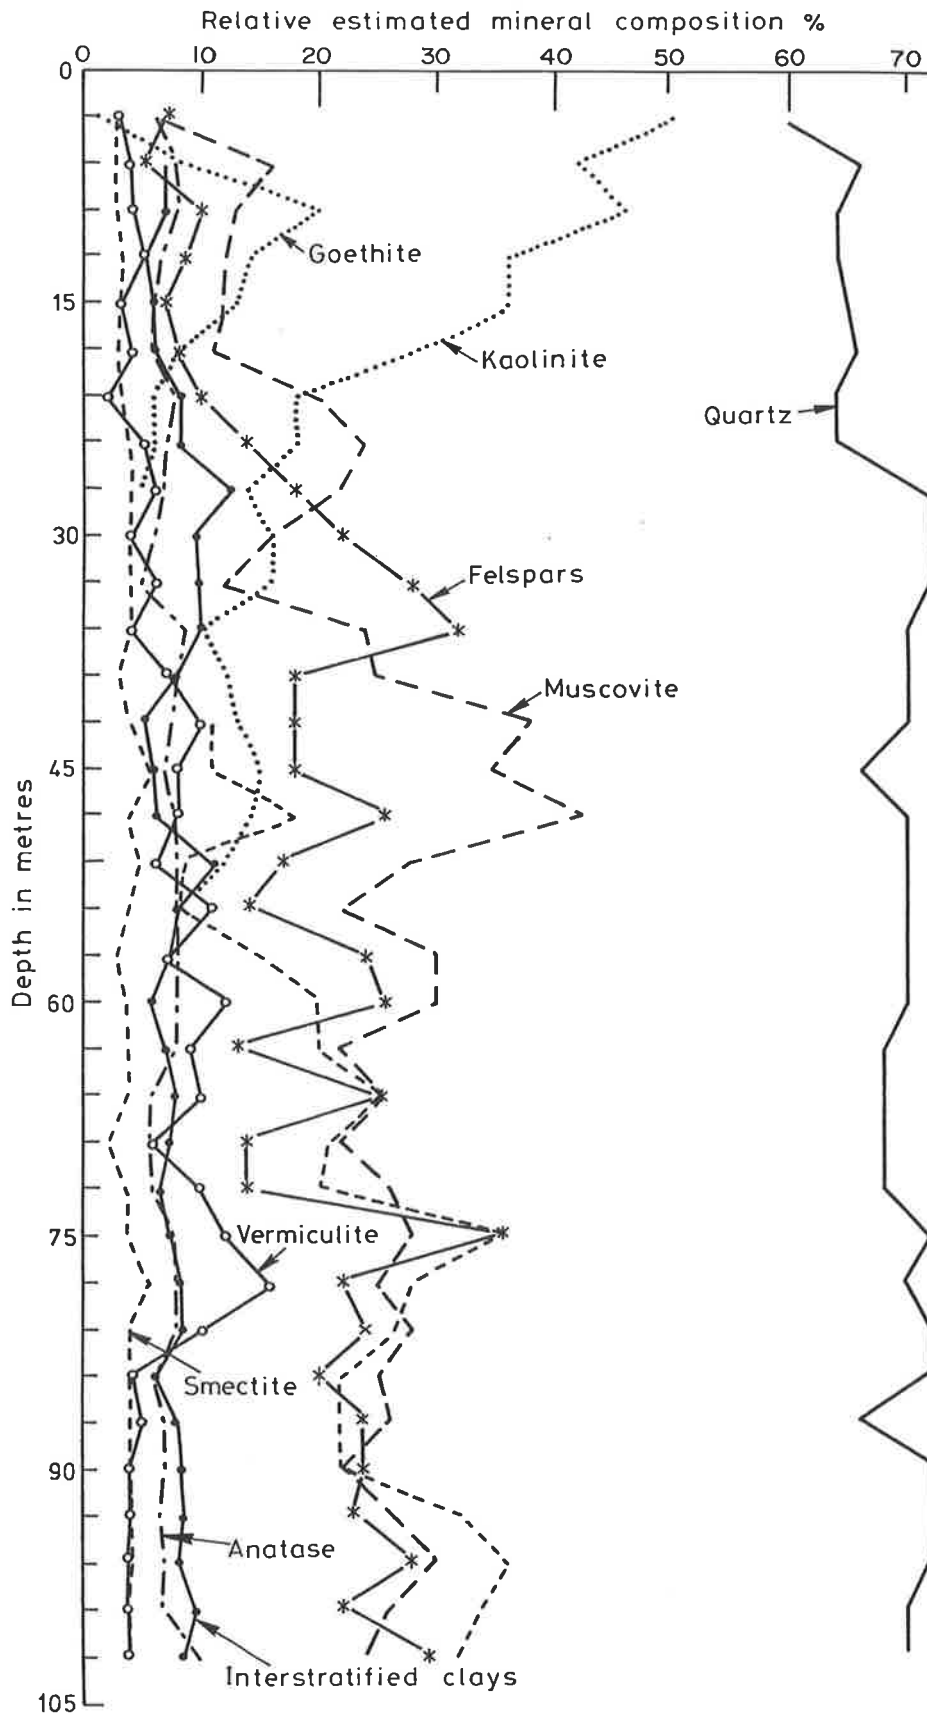 Relative estimated mineral composition %
0 10 20 30 40 50 60 70
0
Goethite
15
Kaolinite
Quartz
30
Felspars
Muscovite
45
Depth in metres
60
75
Vermiculite
Smectite
90
Anatase
Interstratified clays
105